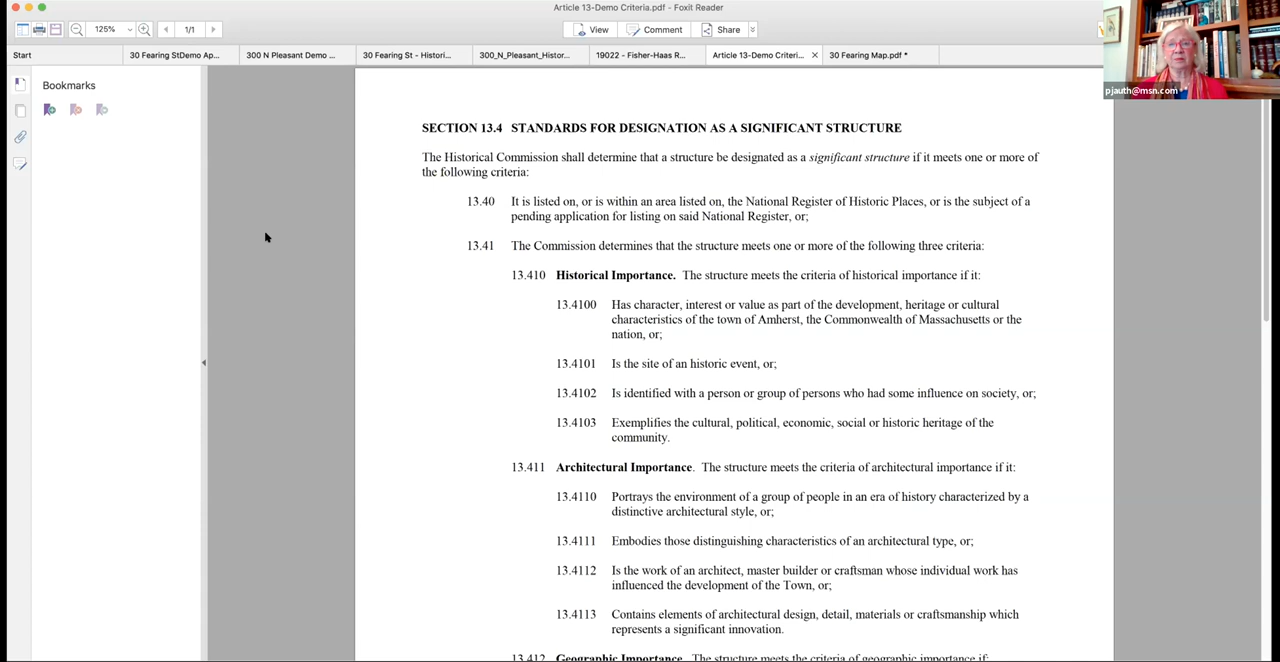 Article 13-Demo Criteria.pdf - Foxit Reader
125%
1/1
View
Comment
Share
Start
30 Fearing StDemo Ap...
300 N Pleasant Demo ...
30 Fearing St - Histori...
300_N_Pleasant_Histor...
19022 - Fisher-Haas R...
Article 13-Demo Criteri...
30 Fearing Map.pdf *
pjauth@msn.com
Bookmarks
SECTION 13.4 STANDARDS FOR DESIGNATION AS A SIGNIFICANT STRUCTURE
The Historical Commission shall determine that a structure be designated as a significant structure if it meets one or more of
the following criteria:
13.40 It is listed on, or is within an area listed on, the National Register of Historic Places, or is the subject of a
pending application for listing on said National Register, or;
13.41 The Commission determines that the structure meets one or more of the following three criteria:
13.410 Historical Importance. The structure meets the criteria of historical importance if it:
13.4100 Has character, interest or value as part of the development, heritage or cultural
characteristics of the town of Amherst, the Commonwealth of Massachusetts or the
nation, or;
13.4101 Is the site of an historic event, or;
13.4102 Is identified with a person or group of persons who had some influence on society, or;
13.4103 Exemplifies the cultural, political, economic, social or historic heritage of the
community.
13.411 Architectural Importance. The structure meets the criteria of architectural importance if it:
13.4110 Portrays the environment of a group of people in an era of history characterized by a
distinctive architectural style, or;
13.4111 Embodies those distinguishing characteristics of an architectural type, or;
13.4112 Is the work of an architect, master builder or craftsman whose individual work has
influenced the development of the Town, or;
13.4113 Contains elements of architectural design, detail, materials or craftsmanship which
represents a significant innovation.
13.412 Geographic Importance. The structure meets the criteria of geographic importance if: